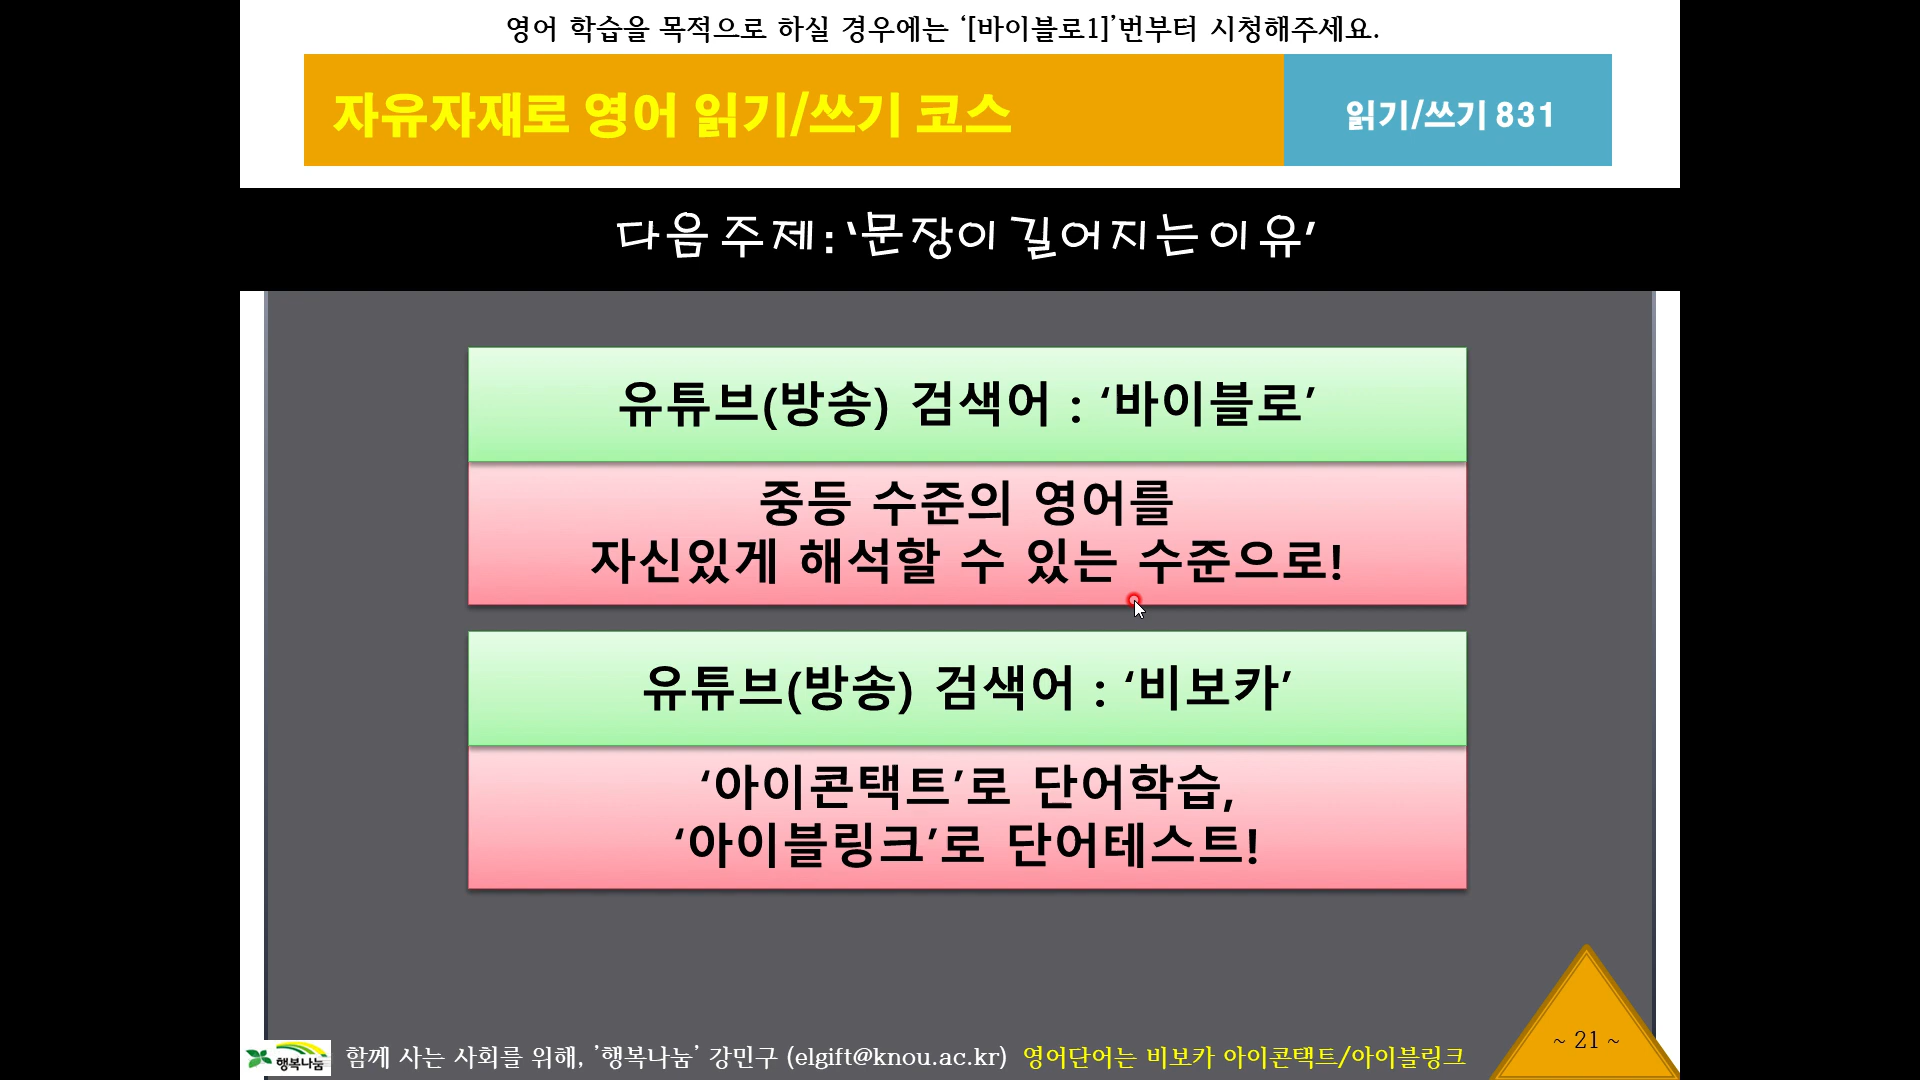 영어 학습을 목적으로 하실 경우에는 ‘[바이블로1]’번부터 시청해주세요.
자유자재로 영어 읽기/쓰기 코스
읽기/쓰기 831
다음 주제 : ‘문장이 길어지는 이유’
유튜브(방송) 검색어 : ‘바이블로’
중등 수준의 영어를
자신있게 해석할 수 있는 수준으로!
유튜브(방송) 검색어 : ‘비보카’
‘아이콘택트’로 단어학습,
‘아이블링크’로 단어테스트!
~ 21 ~
행복나눔
함께 사는 사회를 위해, ’행복나눔’ 강민구 (elgift@knou.ac.kr) 영어단어는 비보카 아이콘택트/아이블링크